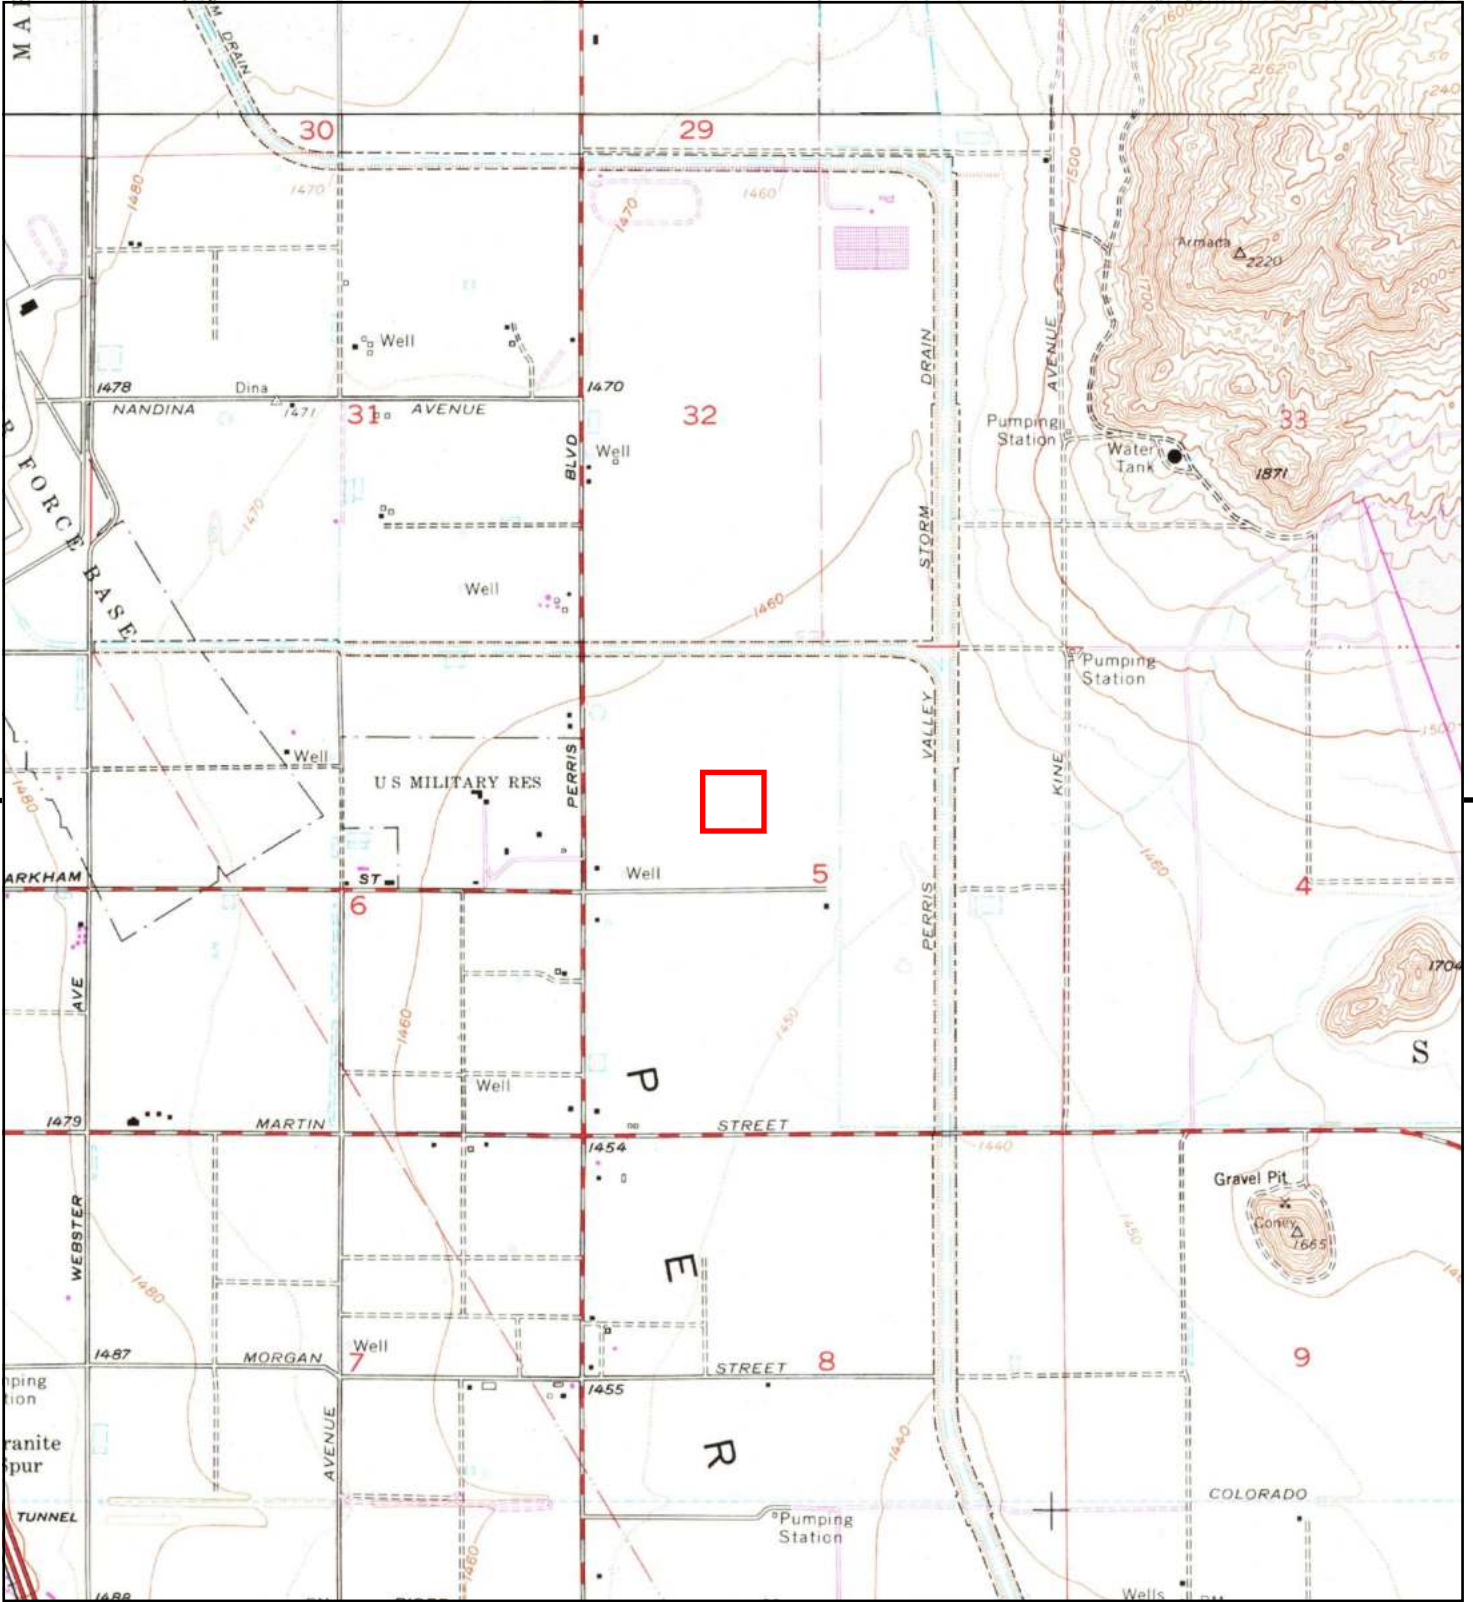 MA
M
DRAIN
1600
2162
50
240
30
29
1480
1470
1470
1460
1500
Armada
2220
2000
1700
Well
DRAIN
AVENUE
1478
Dina
1470
NANDINA
1471
31
AVENUE
32
Pumping
Station
33
BLVD
Well
Water
Tank
1871
R FORCE BASE
1470
STORM
Well
1460
Pumping
Station
VALLEY
1500
Well
U S MILITARY RES
PERRIS
KINE
1480
ARKHAM
ST
Well
5
1460
4
6
PERRIS
1704
AVE
1460
1450
S
P
Well
1479
MARTIN
STREET
1454
1440
Gravel Pit
Coney
1665
WEBSTER
E
1450
1480
1487
MORGAN
Well
7
STREET
8
9
1455
AVENUE
1440
ranite
R
COLORADO
TUNNEL
Pumping
Station
1460
Wells
1488